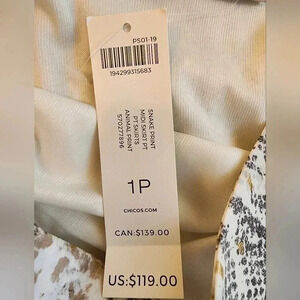 PS01-19
194299315683
SNAKE PRINT
MIDI SKIRT PT
PT SKIRTS
ANIMAL PRINT
570277896
1P
CHICOS.COM
CAN:$139.00
US:$119.00